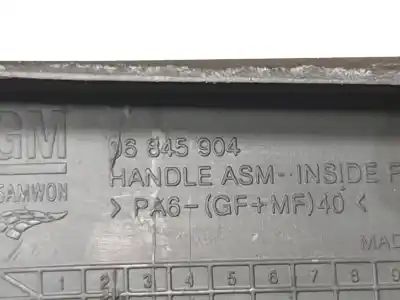 GM
96 845 904
SAMWON
HANDLE ASM-INSIDE F
>PA6-(GF+MF)40<
MAD
1 2 3 4 5 6 7 8 9